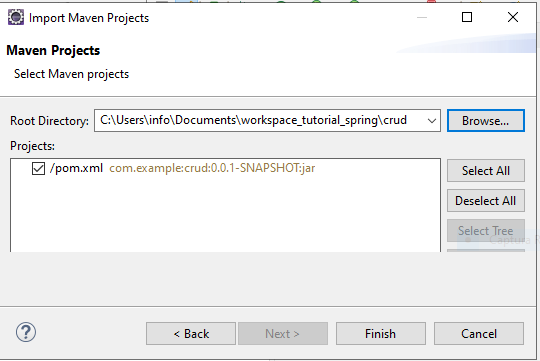 Import Maven Projects
Maven Projects
Select Maven projects
Root Directory: C:\Users\info\Documents\workspace_tutorial_spring\crud Browse...
Projects:
/pom.xml com.example:crud:0.0.1-SNAPSHOT:jar
Select All
Deselect All
Select Tree
Captura
< Back Next > Finish Cancel